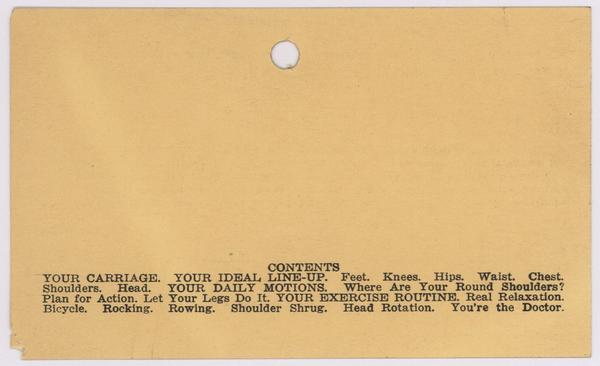 CONTENTS
YOUR CARRIAGE. YOUR IDEAL LINE-UP. Feet. Knees. Hips. Waist. Chest.
Shoulders. Head. YOUR DAILY MOTIONS. Where Are Your Round Shoulders?
Plan for Action. Let Your Legs Do It. YOUR EXERCISE ROUTINE. Real Relaxation.
Bicycle. Rocking. Rowing. Shoulder Shrug. Head Rotation. You're the Doctor.